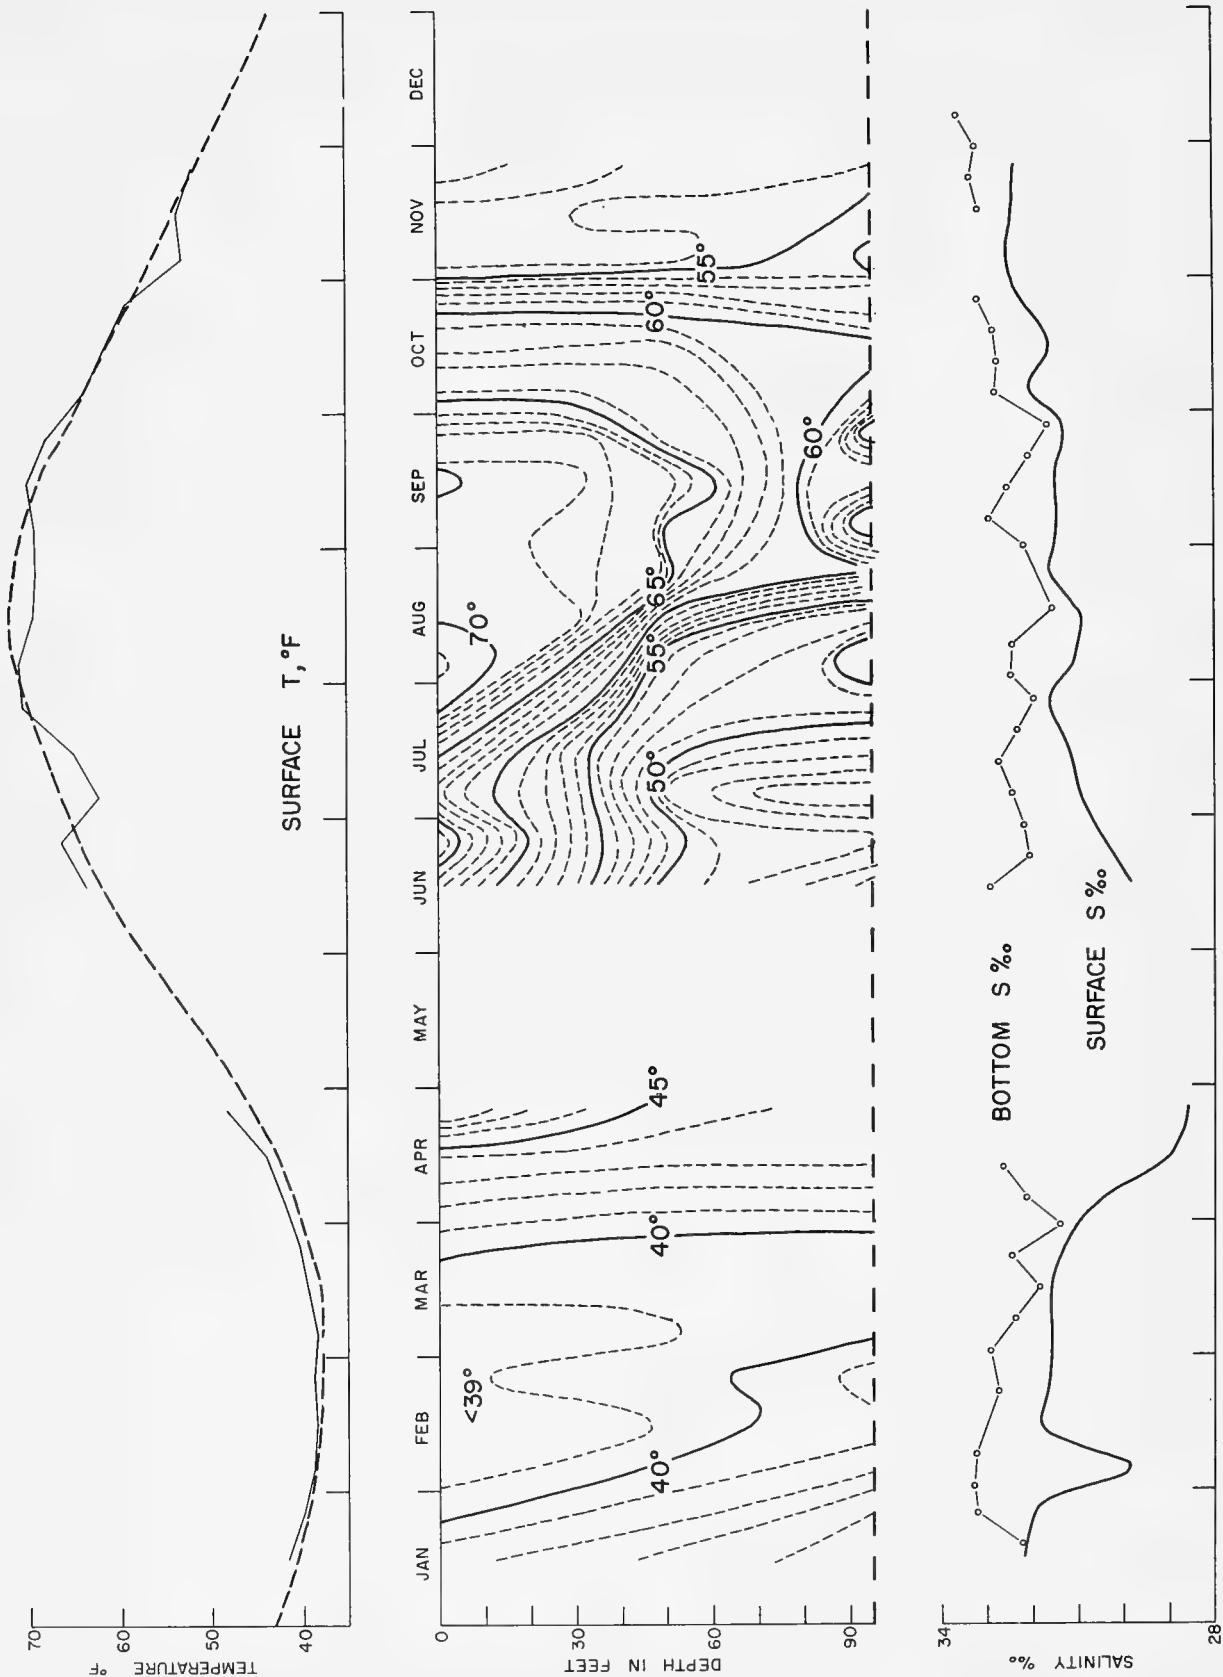 70
60
50
40
TEMPERATURE °F
SURFACE T, °F
JAN
FEB
MAR
APR
MAY
JUN
JUL
AUG
SEP
OCT
NOV
DEC
0
30
60
90
DEPTH IN FEET
40°
<39°
40°
45°
50°
55°
65°
70°
60°
60°
55°
34
28
SALINITY ‰
BOTTOM S ‰
SURFACE S ‰